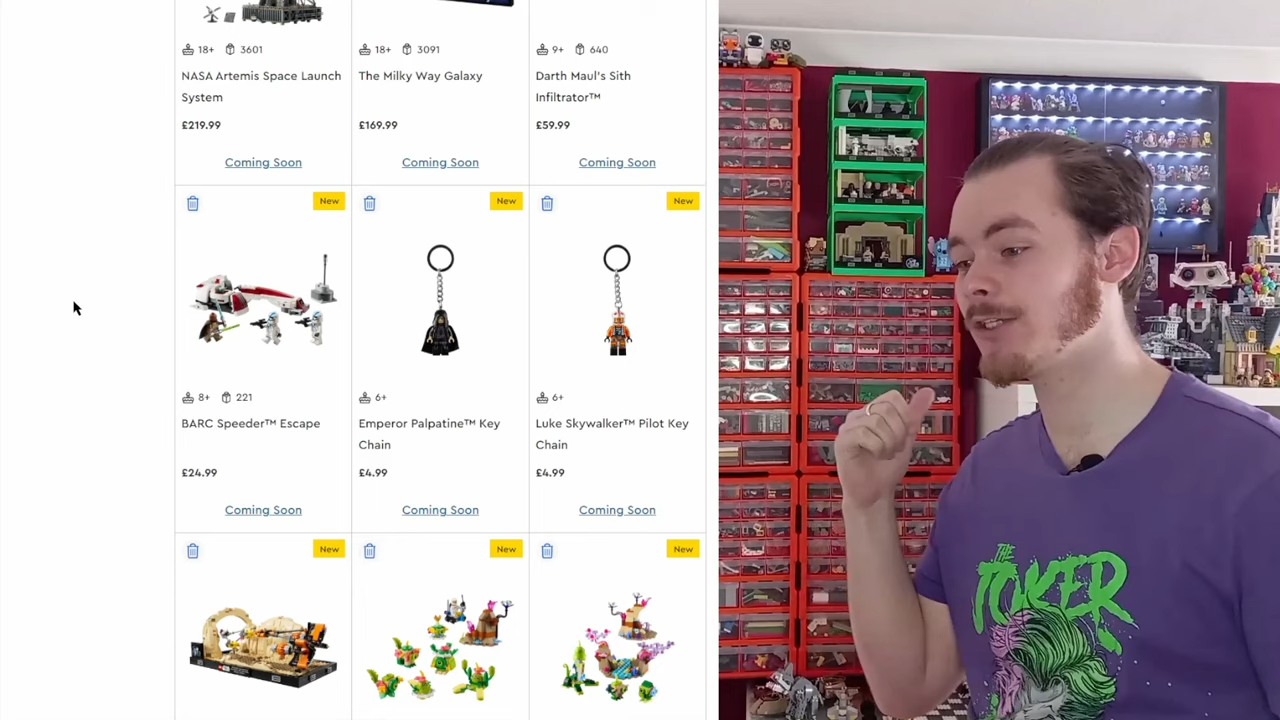 18+ 3601
NASA Artemis Space Launch
System
£219.99
Coming Soon
18+ 3091
The Milky Way Galaxy
£169.99
Coming Soon
9+ 640
Darth Maul's Sith
Infiltrator™
£59.99
Coming Soon
New
8+ 221
BARC Speeder™ Escape
£24.99
Coming Soon
New
6+
Emperor Palpatine™ Key
Chain
£4.99
Coming Soon
New
6+
Luke Skywalker™ Pilot Key
Chain
£4.99
Coming Soon
New
New
New
THE
JOKER